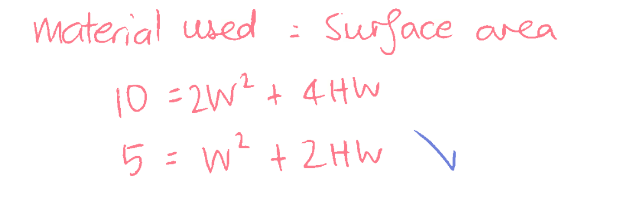 material used = Surface area
10 = 2W² + 4HW
5 = W² + 2HW